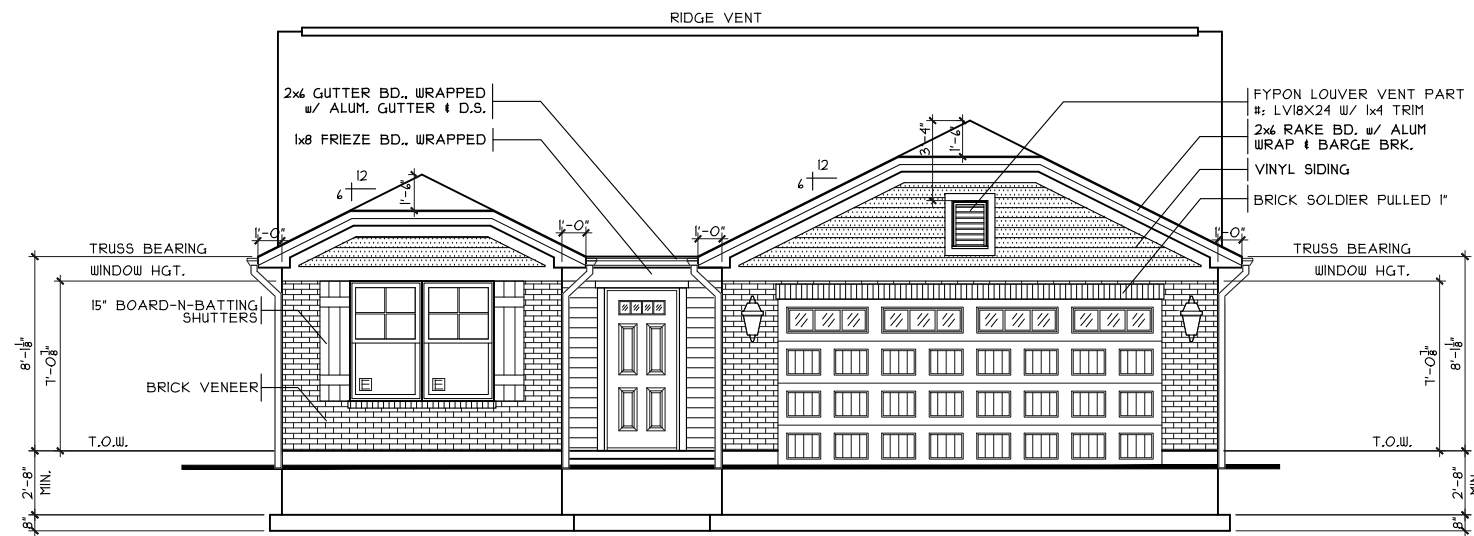 RIDGE VENT
2x6 GUTTER BD., WRAPPED
w/ ALUM. GUTTER & D.S.
1x8 FRIEZE BD., WRAPPED
FYPON LOUVER VENT PART
#: LV18X24 W/ 1x4 TRIM
2x6 RAKE BD. w/ ALUM
WRAP & BARGE BRK.
VINYL SIDING
BRICK SOLDIER PULLED 1"
3'-4"
1'-6"
12
6
12
6
1'-6"
1'-0"
1'-0"
1'-0"
1'-0"
TRUSS BEARING
WINDOW HGT.
TRUSS BEARING
WINDOW HGT.
15" BOARD-N-BATTING
SHUTTERS
BRICK VENEER
E
E
8'-1 1/8"
7'-0 7/8"
7'-0 7/8"
8'-1 1/8"
T.O.W.
T.O.W.
2'-8"
MIN.
8"
2'-8"
MIN.
8"